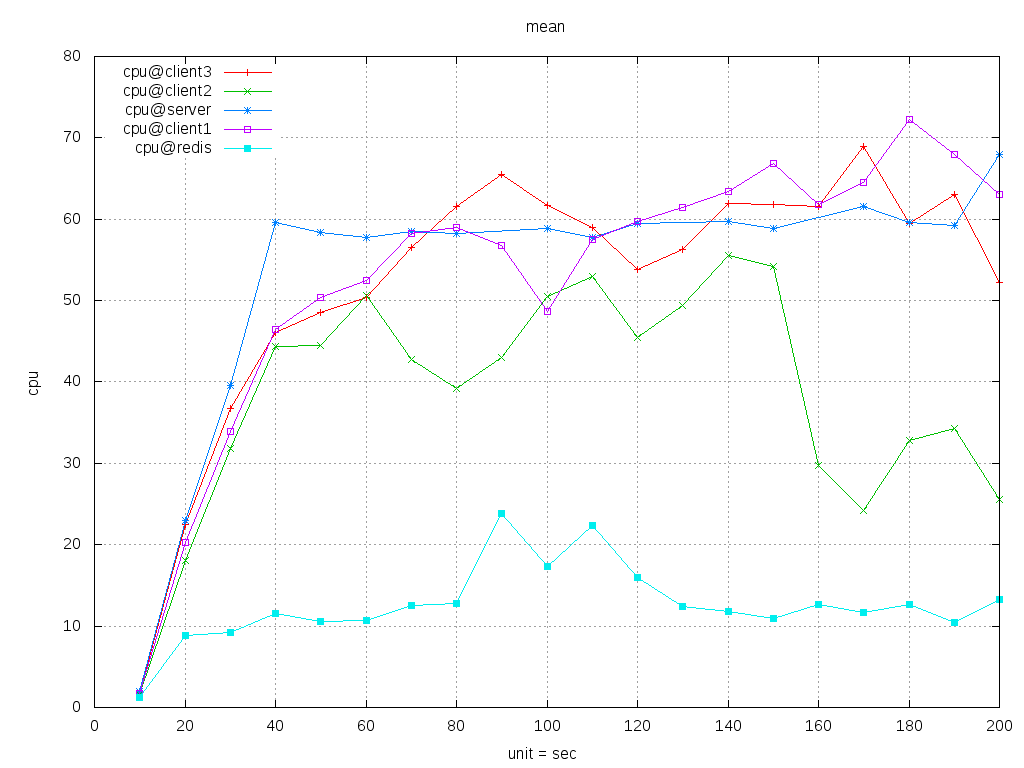 mean
80
70
60
50
40
30
20
10
0
cpu
cpu@client3
cpu@client2
cpu@server
cpu@client1
cpu@redis
0 20 40 60 80 100 120 140 160 180 200
unit = sec